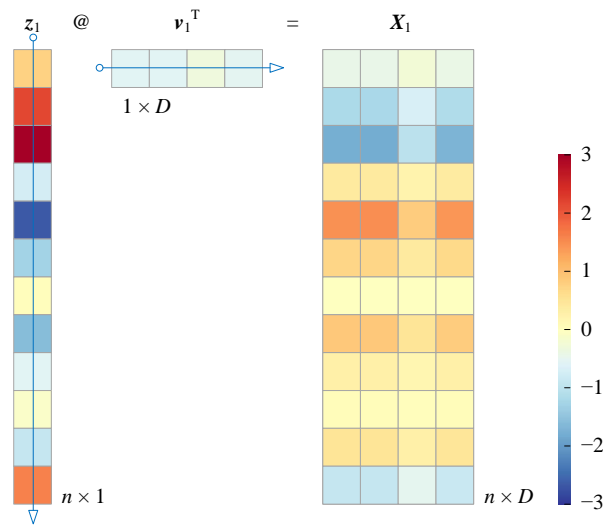 z₁ @ v₁ᵀ = X₁
1 × D
3
2
1
0
−1
−2
−3
n × 1
n × D